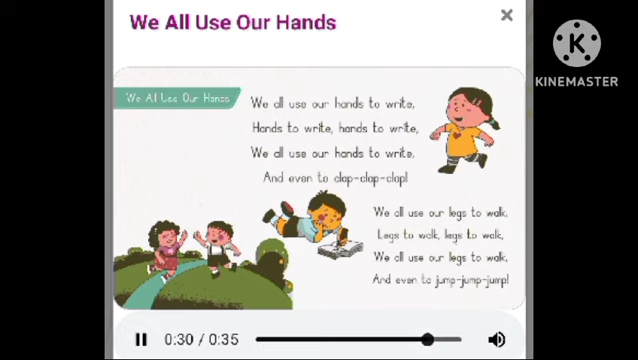 We All Use Our Hands
KINEMASTER
We All Use Our Hands
We all use our hands to write,
Hands to write, hands to write,
We all use our hands to write,
And even to clap-clap-clap!
We all use our legs to walk,
Legs to walk, legs to walk,
We all use our legs to walk,
And even to jump-jump-jump!
0:30 / 0:35